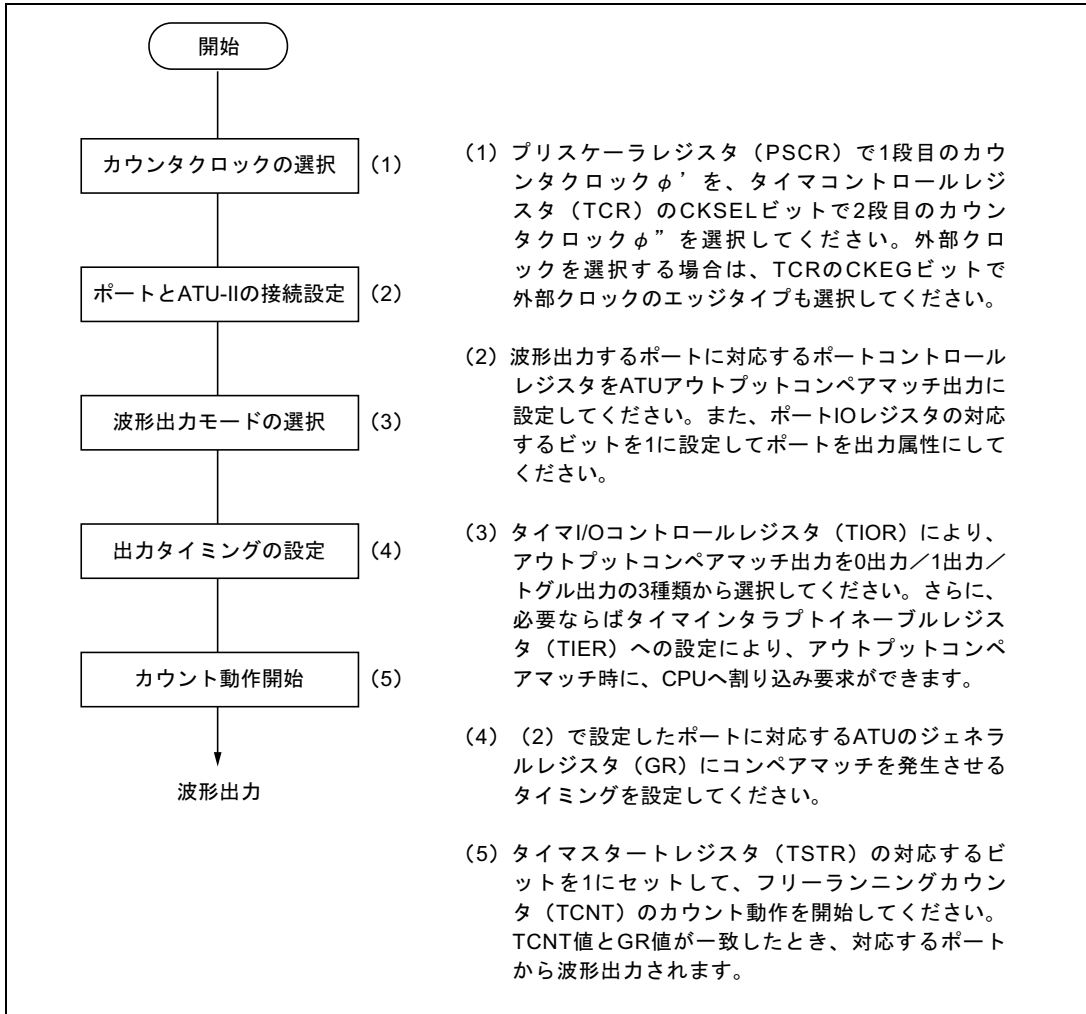 開始
カウンタクロックの選択 (1)
ポートとATU-IIの接続設定 (2)
波形出力モードの選択 (3)
出力タイミングの設定 (4)
カウント動作開始 (5)
波形出力
(1) プリスケーラレジスタ（PSCR）で1段目のカウ
ンタクロックφ’を、タイマコントロールレジ
スタ（TCR）のCKSELビットで2段目のカウン
タクロックφ”を選択してください。外部クロ
ックを選択する場合は、TCRのCKEGビットで
外部クロックのエッジタイプも選択してください。
(2) 波形出力するポートに対応するポートコントロール
レジスタをATUアウトプットコンペアマッチ出力に
設定してください。また、ポートIOレジスタの対応
するビットを1に設定してポートを出力属性にして
ください。
(3) タイマI/Oコントロールレジスタ（TIOR）により、
アウトプットコンペアマッチ出力を0出力／1出力／
トグル出力の3種類から選択してください。さらに、
必要ならばタイマインタラプトイネーブルレジス
タ（TIER）への設定により、アウトプットコンペ
アマッチ時に、CPUへ割り込み要求ができます。
(4) （2）で設定したポートに対応するATUのジェネラ
ルレジスタ（GR）にコンペアマッチを発生させる
タイミングを設定してください。
(5) タイマスタートレジスタ（TSTR）の対応するビ
ットを1にセットして、フリーランニングカウン
タ（TCNT）のカウント動作を開始してください。
TCNT値とGR値が一致したとき、対応するポート
から波形出力されます。